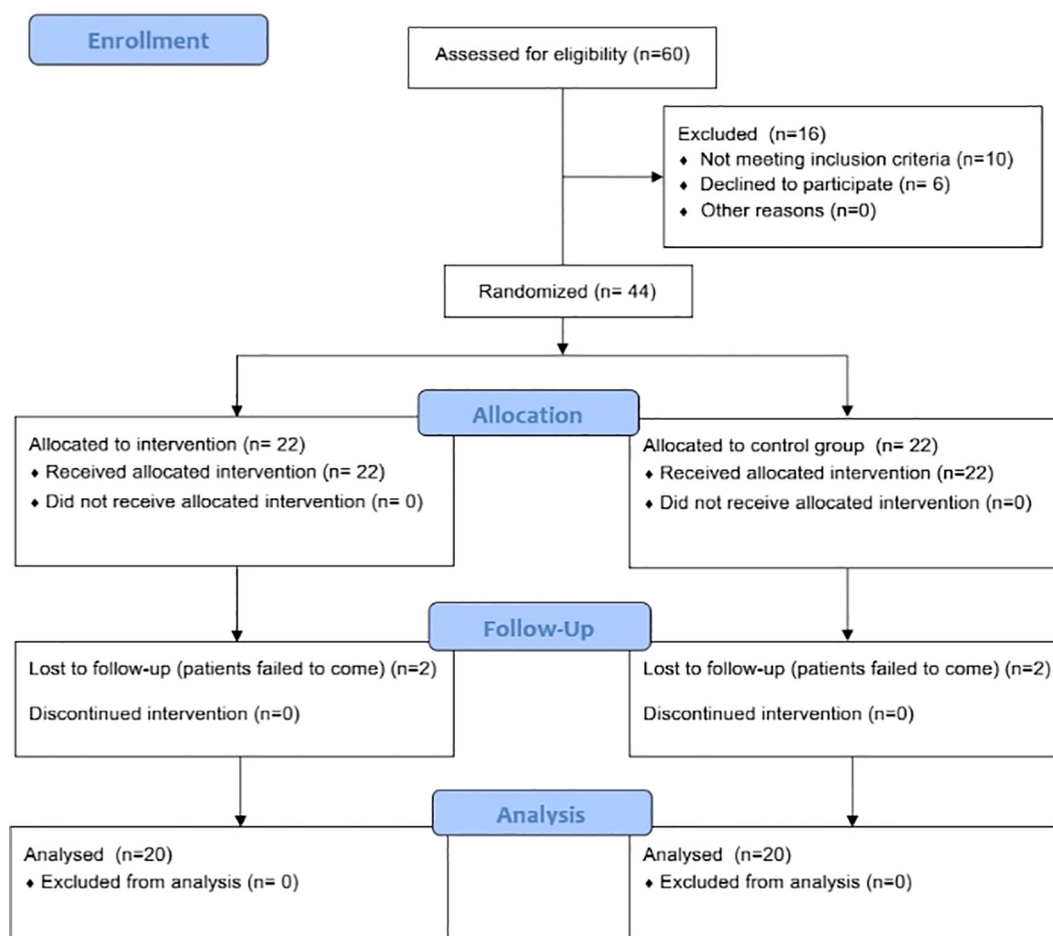 Enrollment
Assessed for eligibility (n=60)
Excluded (n=16)
♦ Not meeting inclusion criteria (n=10)
♦ Declined to participate (n= 6)
♦ Other reasons (n=0)
Randomized (n= 44)
Allocation
Allocated to intervention (n= 22)
♦ Received allocated intervention (n= 22)
♦ Did not receive allocated intervention (n= 0)
Allocated to control group (n= 22)
♦ Received allocated intervention (n=22)
♦ Did not receive allocated intervention (n=0)
Follow-Up
Lost to follow-up (patients failed to come) (n=2)
Discontinued intervention (n=0)
Lost to follow-up (patients failed to come) (n=2)
Discontinued intervention (n=0)
Analysis
Analysed (n=20)
♦ Excluded from analysis (n= 0)
Analysed (n=20)
♦ Excluded from analysis (n=0)